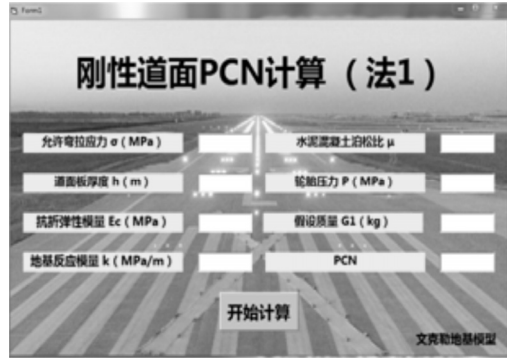 Form1
刚性道面PCN计算（法1）
允许弯拉应力 σ（MPa）
水泥混凝土泊松比 μ
道面板厚度 h（m）
轮胎压力 P（MPa）
抗折弹性模量 Ec（MPa）
假设质量 G1（kg）
地基反应模量 k（MPa/m）
PCN
开始计算
文克勒地基模型